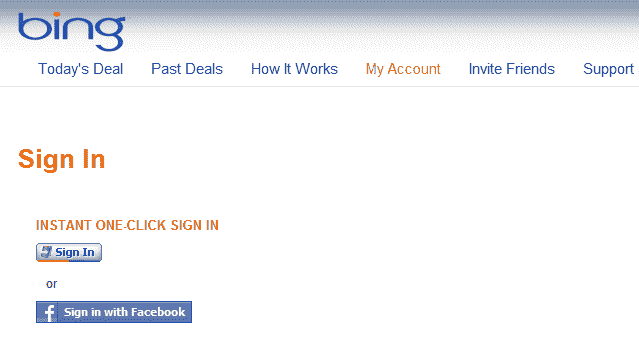 bing
Today's Deal Past Deals How It Works My Account Invite Friends Support
Sign In
INSTANT ONE-CLICK SIGN IN
Sign In
or
f Sign in with Facebook